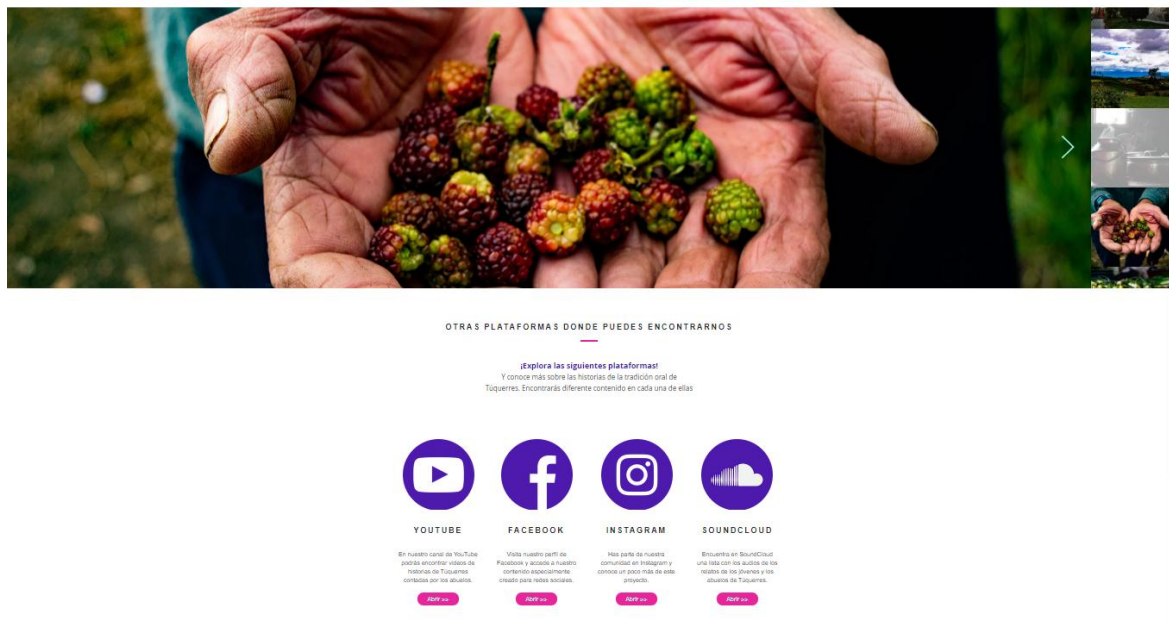 OTRAS PLATAFORMAS DONDE PUEDES ENCONTRARNOS
¡Explora las siguientes plataformas!
Y conoce más sobre las historias de la tradición oral de
Túquerres. Encontrarás diferente contenido en cada una de ellas
YOUTUBE
En nuestro canal de YouTube
podrás encontrar videos de
historias de Túquerres
contadas por los abuelos.
Abrir >>
FACEBOOK
Visita nuestro perfil de
Facebook y accede a nuestro
contenido especialmente
creado para redes sociales.
Abrir >>
INSTAGRAM
Has parte de nuestra
comunidad en Instagram y
conoce un poco más de este
proyecto.
Abrir >>
SOUNDCLOUD
Encuentra en SoundCloud
una lista con los audios de los
relatos de los jóvenes y los
abuelos de Túquerres.
Abrir >>